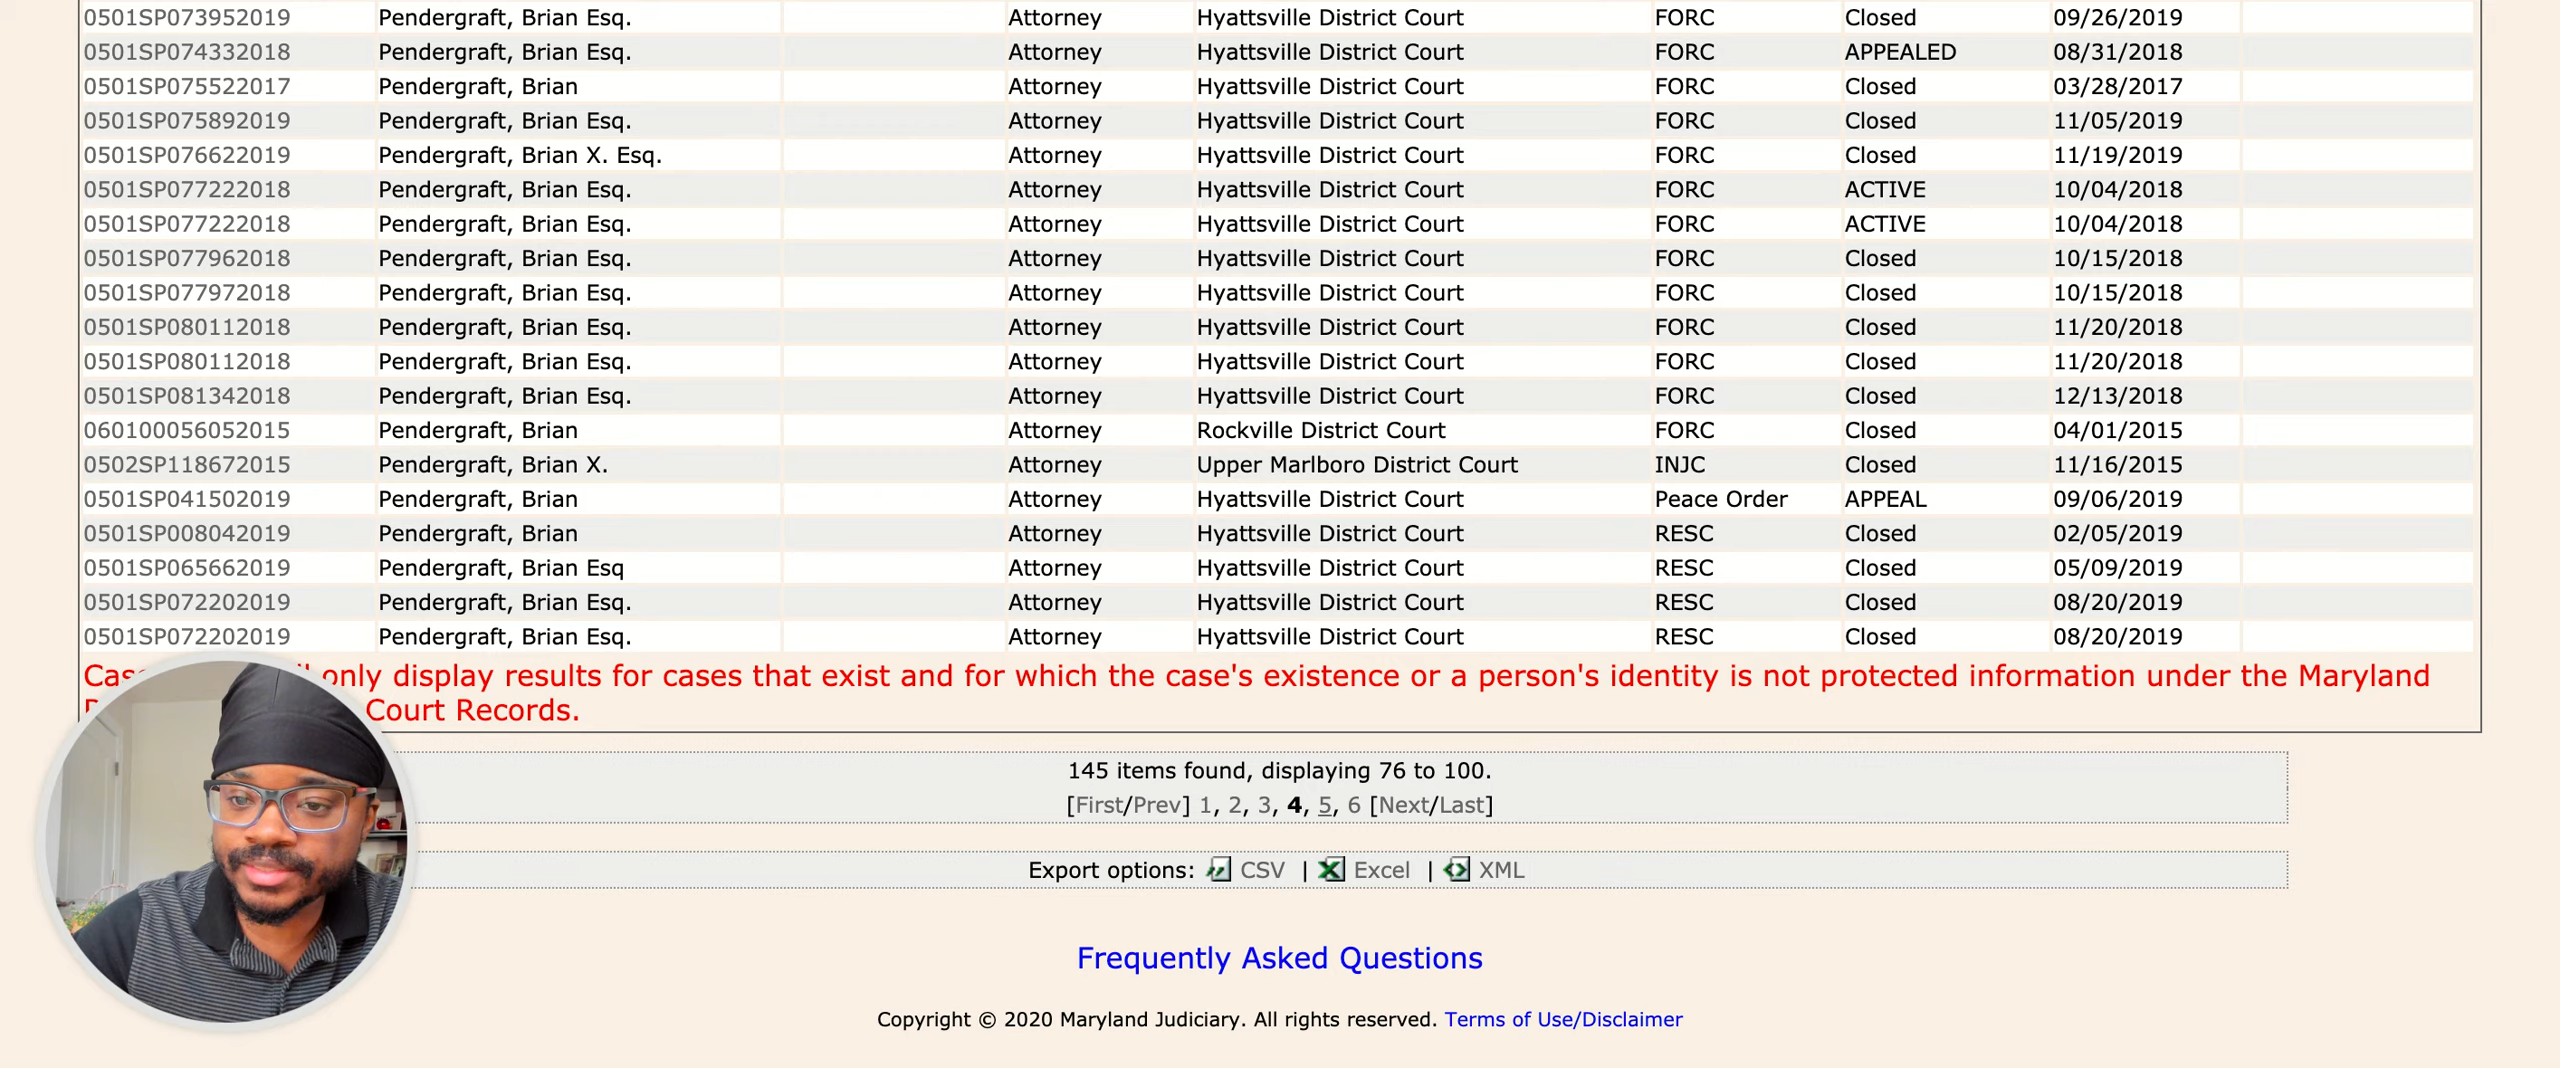 0501SP073952019 Pendergraft, Brian Esq. Attorney Hyattsville District Court FORC Closed 09/26/2019
0501SP074332018 Pendergraft, Brian Esq. Attorney Hyattsville District Court FORC APPEALED 08/31/2018
0501SP075522017 Pendergraft, Brian Attorney Hyattsville District Court FORC Closed 03/28/2017
0501SP075892019 Pendergraft, Brian Esq. Attorney Hyattsville District Court FORC Closed 11/05/2019
0501SP076622019 Pendergraft, Brian X. Esq. Attorney Hyattsville District Court FORC Closed 11/19/2019
0501SP077222018 Pendergraft, Brian Esq. Attorney Hyattsville District Court FORC ACTIVE 10/04/2018
0501SP077222018 Pendergraft, Brian Esq. Attorney Hyattsville District Court FORC ACTIVE 10/04/2018
0501SP077962018 Pendergraft, Brian Esq. Attorney Hyattsville District Court FORC Closed 10/15/2018
0501SP077972018 Pendergraft, Brian Esq. Attorney Hyattsville District Court FORC Closed 10/15/2018
0501SP080112018 Pendergraft, Brian Esq. Attorney Hyattsville District Court FORC Closed 11/20/2018
0501SP080112018 Pendergraft, Brian Esq. Attorney Hyattsville District Court FORC Closed 11/20/2018
0501SP081342018 Pendergraft, Brian Esq. Attorney Hyattsville District Court FORC Closed 12/13/2018
060100056052015 Pendergraft, Brian Attorney Rockville District Court FORC Closed 04/01/2015
0502SP118672015 Pendergraft, Brian X. Attorney Upper Marlboro District Court INJC Closed 11/16/2015
0501SP041502019 Pendergraft, Brian Attorney Hyattsville District Court Peace Order APPEAL 09/06/2019
0501SP008042019 Pendergraft, Brian Attorney Hyattsville District Court RESC Closed 02/05/2019
0501SP065662019 Pendergraft, Brian Esq Attorney Hyattsville District Court RESC Closed 05/09/2019
0501SP072202019 Pendergraft, Brian Esq. Attorney Hyattsville District Court RESC Closed 08/20/2019
0501SP072202019 Pendergraft, Brian Esq. Attorney Hyattsville District Court RESC Closed 08/20/2019
only display results for cases that exist and for which the case's existence or a person's identity is not protected information under the Maryland
Court Records.
145 items found, displaying 76 to 100.
[First/Prev] 1, 2, 3, 4, 5, 6 [Next/Last]
Export options: CSV | Excel | XML
Frequently Asked Questions
Copyright © 2020 Maryland Judiciary. All rights reserved. Terms of Use/Disclaimer